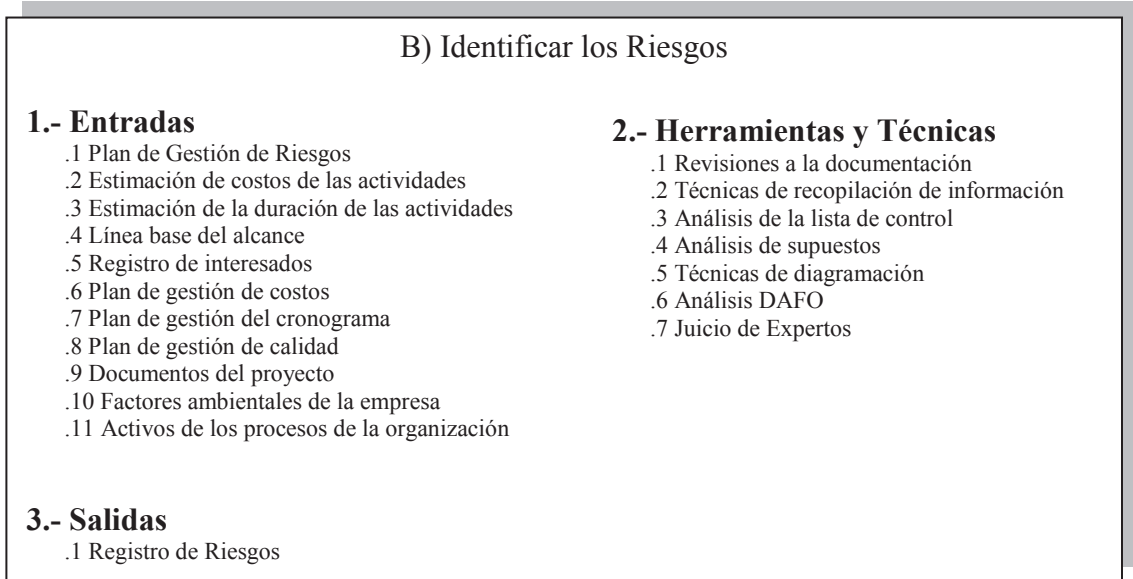 B) Identificar los Riesgos
1.- Entradas
.1 Plan de Gestión de Riesgos
.2 Estimación de costos de las actividades
.3 Estimación de la duración de las actividades
.4 Línea base del alcance
.5 Registro de interesados
.6 Plan de gestión de costos
.7 Plan de gestión del cronograma
.8 Plan de gestión de calidad
.9 Documentos del proyecto
.10 Factores ambientales de la empresa
.11 Activos de los procesos de la organización
2.- Herramientas y Técnicas
.1 Revisiones a la documentación
.2 Técnicas de recopilación de información
.3 Análisis de la lista de control
.4 Análisis de supuestos
.5 Técnicas de diagramación
.6 Análisis DAFO
.7 Juicio de Expertos
3.- Salidas
.1 Registro de Riesgos